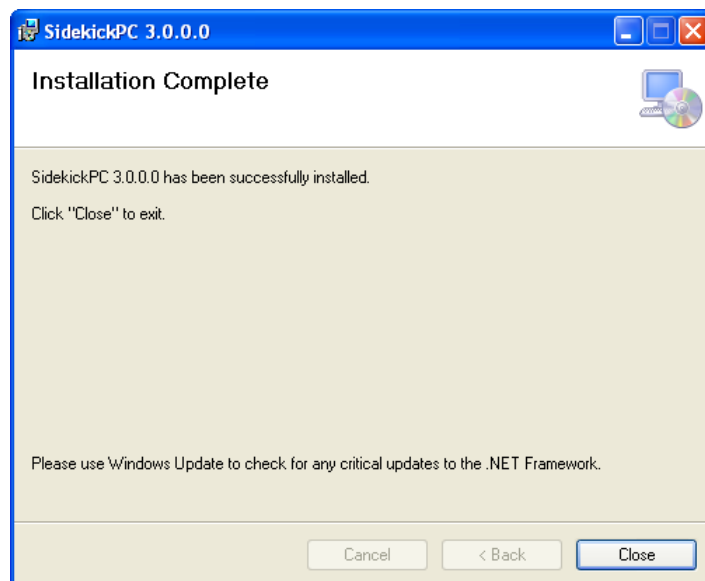 SidekickPC 3.0.0.0
Installation Complete
SidekickPC 3.0.0.0 has been successfully installed.
Click "Close" to exit.
Please use Windows Update to check for any critical updates to the .NET Framework.
Cancel
< Back
Close